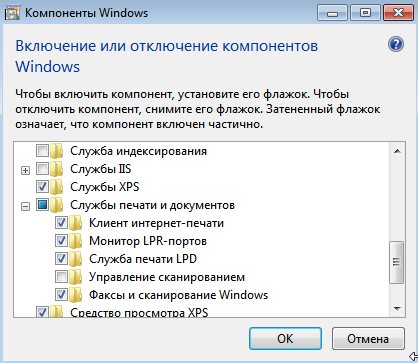 Компоненты Windows
Включение или отключение компонентов
Windows
Чтобы включить компонент, установите его флажок. Чтобы
отключить компонент, снимите его флажок. Затененный флажок
означает, что компонент включен частично.
Служба индексирования
Службы IIS
Службы XPS
Службы печати и документов
Клиент интернет-печати
Монитор LPR-портов
Служба печати LPD
Управление сканированием
Факсы и сканирование Windows
Средство просмотра XPS
ОК
Отмена